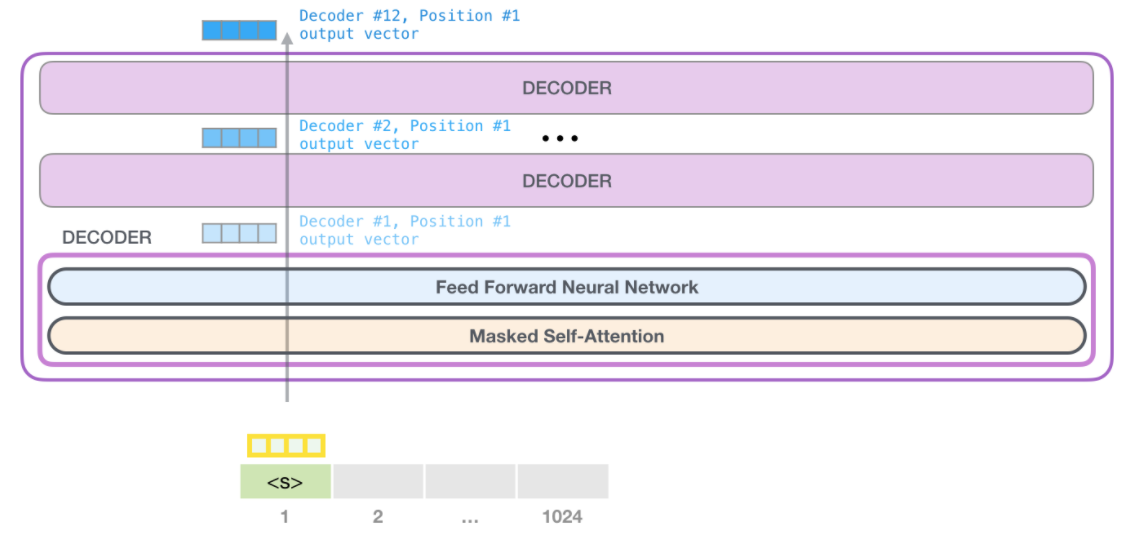 Decoder #12, Position #1
output vector
DECODER
Decoder #2, Position #1
output vector
...
DECODER
Decoder #1, Position #1
output vector
DECODER
Feed Forward Neural Network
Masked Self-Attention
<S>
1
2
...
1024